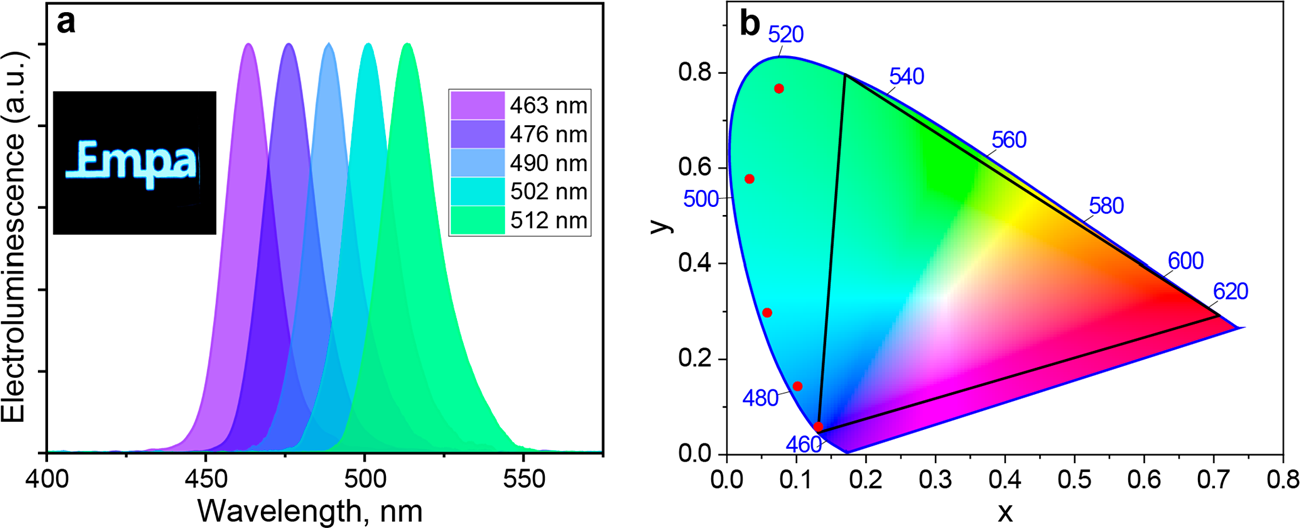 a
Electroluminescence (a.u.)
Empa
463 nm
476 nm
490 nm
502 nm
512 nm
400
450
500
550
Wavelength, nm
b
y
0.8
0.6
0.4
0.2
0.0
520
540
560
580
600
620
500
480
460
0.0 0.1 0.2 0.3 0.4 0.5 0.6 0.7 0.8
x